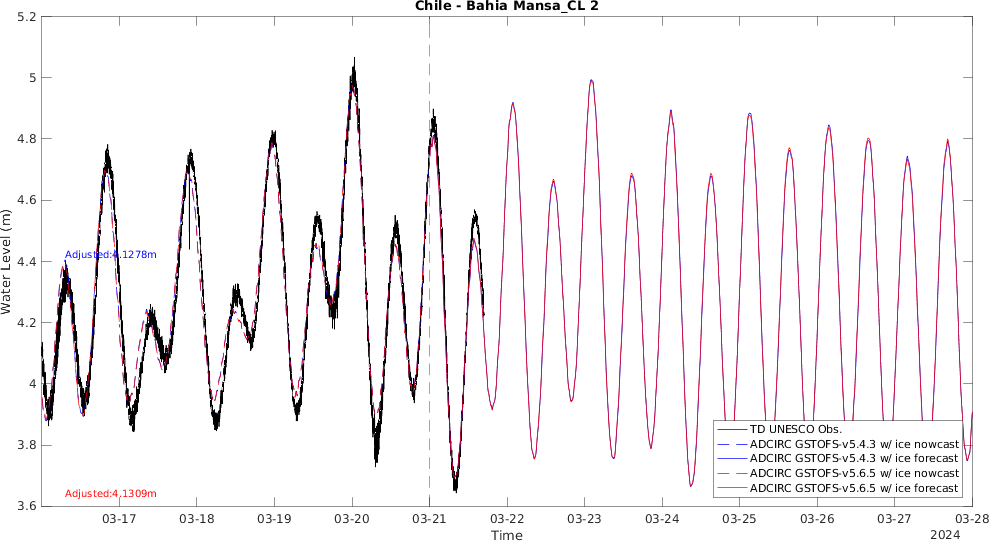 Chile - Bahia Mansa_CL 2
5.2
5
4.8
4.6
4.4
4.2
4
3.8
3.6
Water Level (m)
Adjusted:4.1278m
Adjusted:4.1309m
TD UNESCO Obs.
ADCIRC GSTOFS-v5.4.3 w/ ice nowcast
ADCIRC GSTOFS-v5.4.3 w/ ice forecast
ADCIRC GSTOFS-v5.6.5 w/ ice nowcast
ADCIRC GSTOFS-v5.6.5 w/ ice forecast
03-17 03-18 03-19 03-20 03-21 03-22 03-23 03-24 03-25 03-26 03-27 03-28
Time
2024